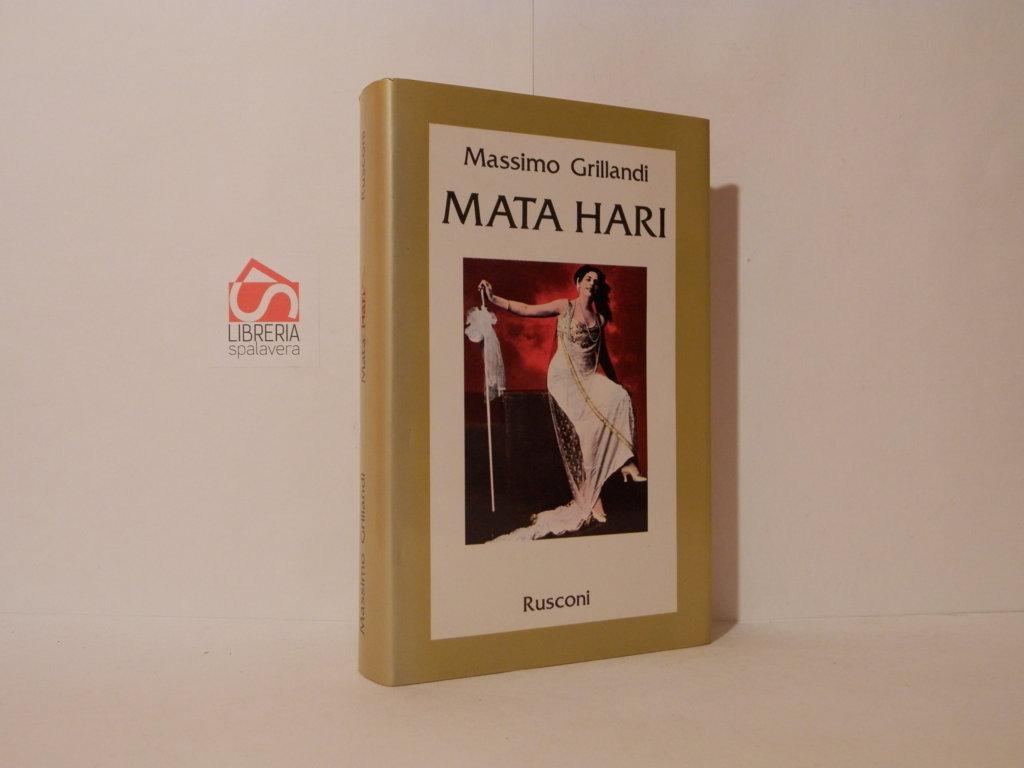 Massimo Grillandi
MATA HARI
Rusconi
Massimo Grillandi
Mata Hari
Rusconi
LIBRERIA
spalavera